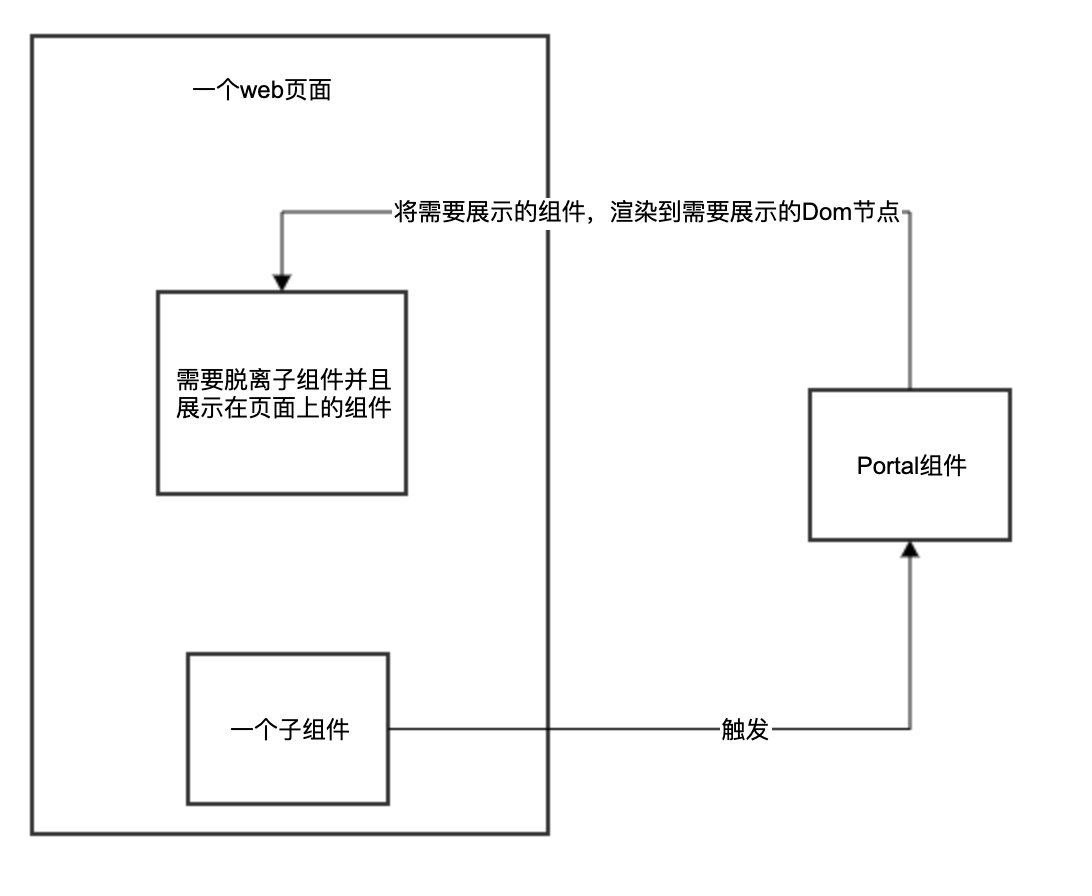 一个web页面
将需要展示的组件，渲染到需要展示的Dom节点
需要脱离子组件并且
展示在页面上的组件
Portal组件
一个子组件
触发